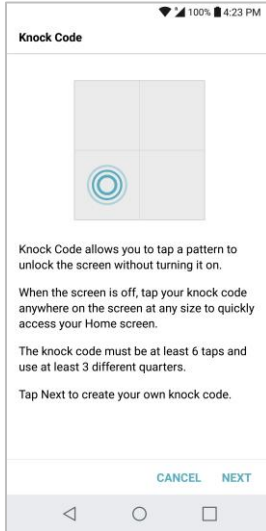 100% 4:23 PM
Knock Code
Knock Code allows you to tap a pattern to
unlock the screen without turning it on.
When the screen is off, tap your knock code
anywhere on the screen at any size to quickly
access your Home screen.
The knock code must be at least 6 taps and
use at least 3 different quarters.
Tap Next to create your own knock code.
CANCEL NEXT